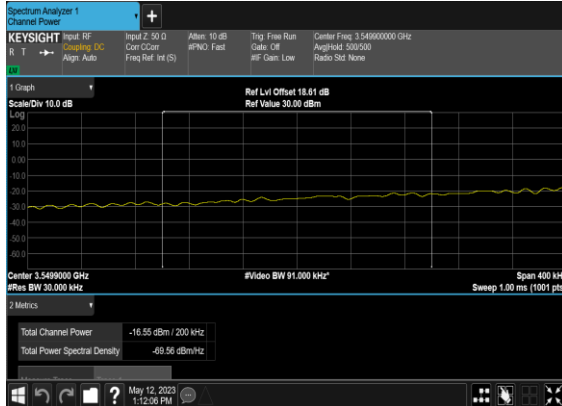 Spectrum Analyzer 1
Channel Power
+
KEYSIGHT Input: RF Input Z: 50 Ω Atten: 10 dB Trig: Free Run Center Freq: 3.549900000 GHz
R T Coupling: DC Corr CCorr #PNO: Fast Gate: Off Avg|Hold: 500/500
Align: Auto Freq Ref: Int (S) #IF Gain: Low Radio Std: None
1 Graph
Ref Lvl Offset 18.61 dB
Scale/Div 10.0 dB Ref Value 30.00 dBm
Log
20.0
10.0
0.00
-10.0
-20.0
-30.0
-40.0
-50.0
-60.0
Center 3.5499000 GHz #Video BW 91.000 kHz* Span 400 kH
#Res BW 30.000 kHz Sweep 1.00 ms (1001 pts
2 Metrics
Total Channel Power -16.55 dBm / 200 kHz
Total Power Spectral Density -69.56 dBm/Hz
? May 12, 2023
1:12:06 PM